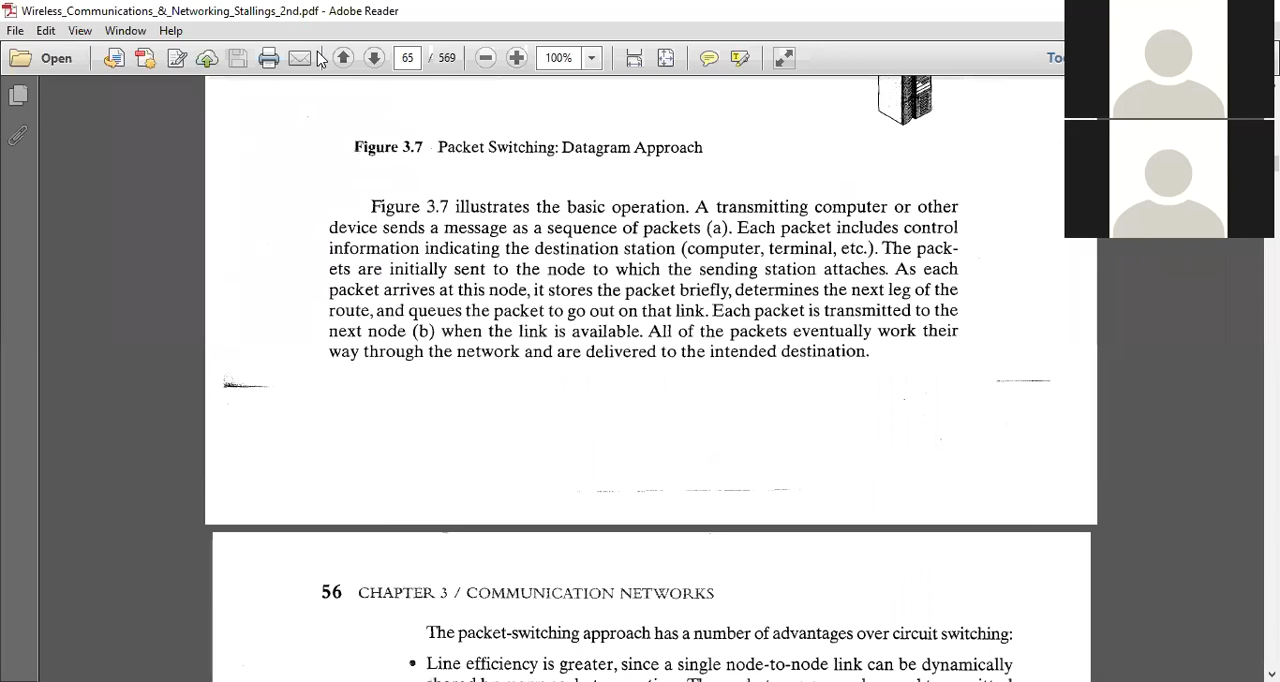 Wireless_Communications_&_Networking_Stallings_2nd.pdf - Adobe Reader
File Edit View Window Help
Open 65 / 569 100%
Figure 3.7 Packet Switching: Datagram Approach
Figure 3.7 illustrates the basic operation. A transmitting computer or other
device sends a message as a sequence of packets (a). Each packet includes control
information indicating the destination station (computer, terminal, etc.). The pack-
ets are initially sent to the node to which the sending station attaches. As each
packet arrives at this node, it stores the packet briefly, determines the next leg of the
route, and queues the packet to go out on that link. Each packet is transmitted to the
next node (b) when the link is available. All of the packets eventually work their
way through the network and are delivered to the intended destination.
56 CHAPTER 3 / COMMUNICATION NETWORKS
The packet-switching approach has a number of advantages over circuit switching:
• Line efficiency is greater, since a single node-to-node link can be dynamically